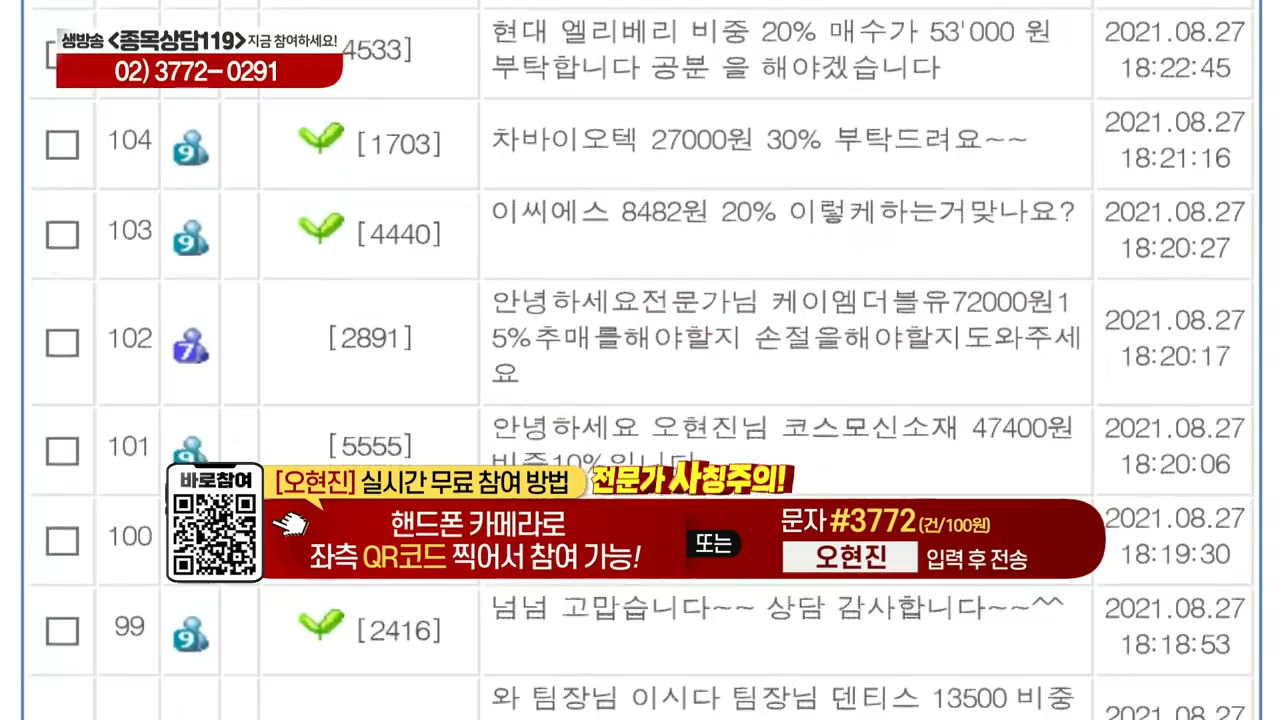 생방송 <종목상담119> 지금 참여하세요!
02) 3772-0291
4533]
현대 엘리베리 비중 20% 매수가 53'000 원
부탁합니다 공분 을 해야겠습니다
2021.08.27
18:22:45
104
9
[1703]
차바이오텍 27000원 30% 부탁드려요~~
2021.08.27
18:21:16
103
9
[4440]
이씨에스 8482원 20% 이렇케하는거맞나요?
2021.08.27
18:20:27
102
7
[2891]
안녕하세요전문가님 케이엠더블유72000원1
5%추매를해야할지 손절을해야할지도와주세
요
2021.08.27
18:20:17
101
9
[5555]
안녕하세요 오현진님 코스모신소재 47400원
비중10%입니다
2021.08.27
18:20:06
바로참여
[오현진] 실시간 무료 참여 방법
전문가 사칭주의!
핸드폰 카메라로
좌측 QR코드 찍어서 참여 가능!
또는
문자 #3772 (건/100원)
오현진 입력 후 전송
100
2021.08.27
18:19:30
99
9
[2416]
넘넘 고맙습니다~~ 상담 감사합니다~~^^
2021.08.27
18:18:53
와 팀장님 이시다 팀장님 덴티스 13500 비중
2021.08.27